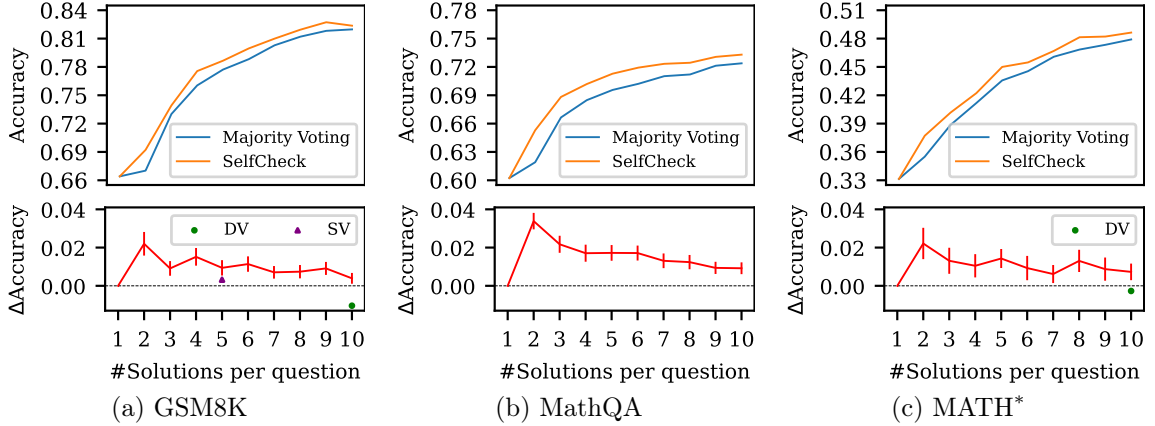 Accuracy
0.84
0.81
0.78
0.75
0.72
0.69
0.66
Majority Voting
SelfCheck
ΔAccuracy
0.04
0.02
0.00
DV
SV
1 2 3 4 5 6 7 8 9 10
#Solutions per question
(a) GSM8K
Accuracy
0.78
0.75
0.72
0.69
0.66
0.63
0.60
Majority Voting
SelfCheck
ΔAccuracy
0.04
0.02
0.00
1 2 3 4 5 6 7 8 9 10
#Solutions per question
(b) MathQA
Accuracy
0.51
0.48
0.45
0.42
0.39
0.36
0.33
Majority Voting
SelfCheck
ΔAccuracy
0.04
0.02
0.00
DV
1 2 3 4 5 6 7 8 9 10
#Solutions per question
(c) MATH*